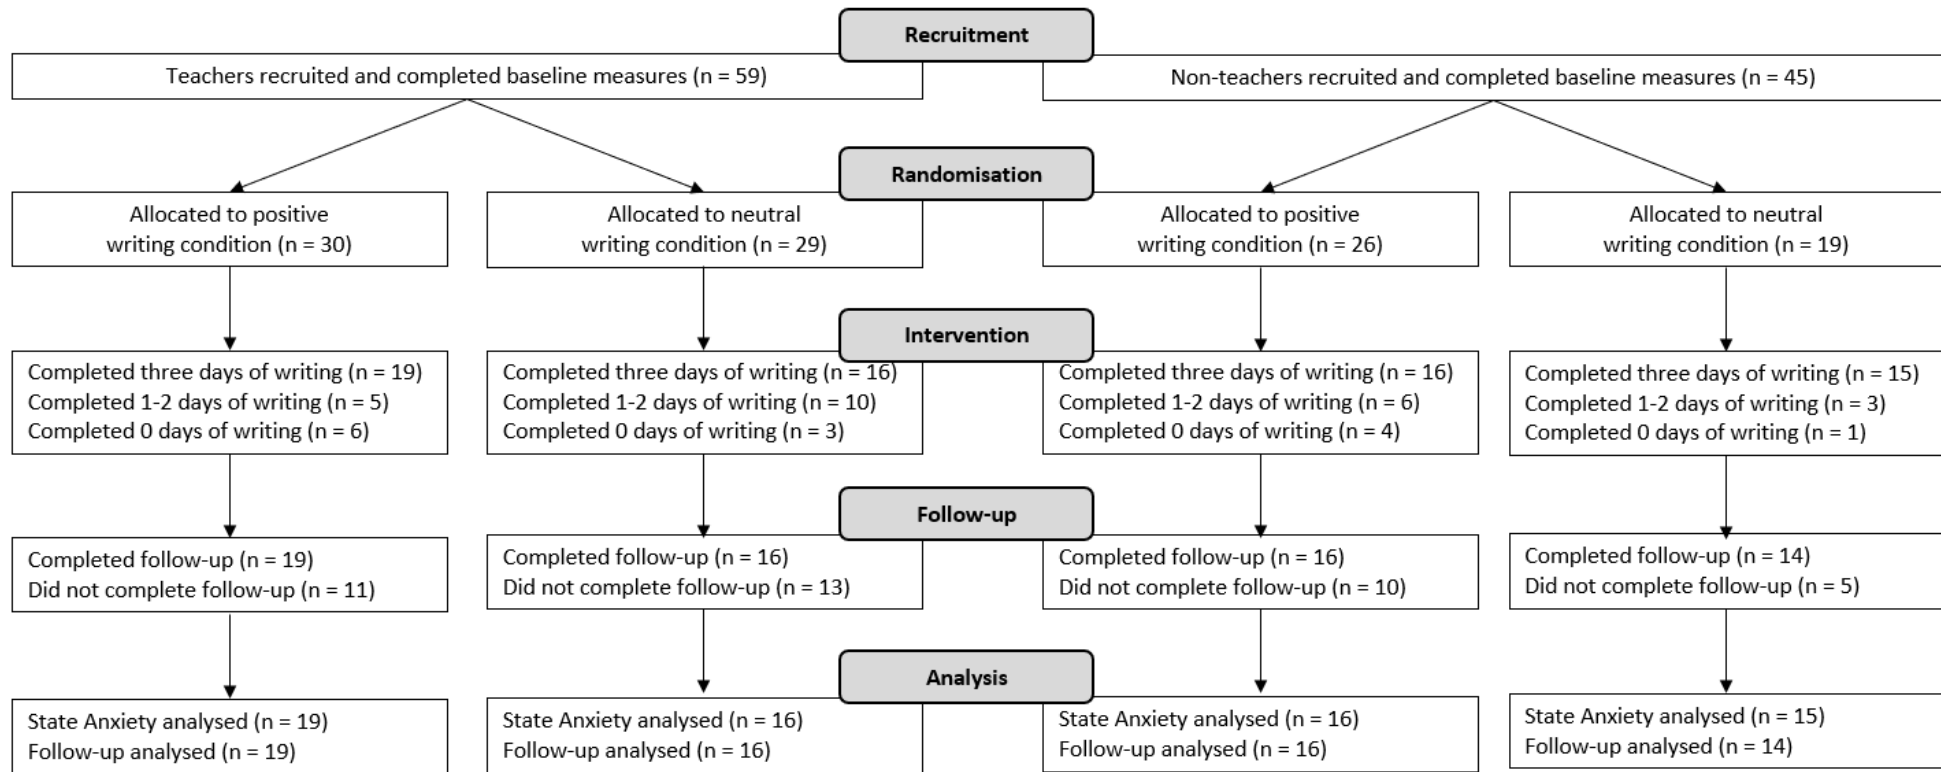 Recruitment
Teachers recruited and completed baseline measures (n = 59)
Non-teachers recruited and completed baseline measures (n = 45)
Randomisation
Allocated to positive
writing condition (n = 30)
Allocated to neutral
writing condition (n = 29)
Allocated to positive
writing condition (n = 26)
Allocated to neutral
writing condition (n = 19)
Intervention
Completed three days of writing (n = 19)
Completed 1-2 days of writing (n = 5)
Completed 0 days of writing (n = 6)
Completed three days of writing (n = 16)
Completed 1-2 days of writing (n = 10)
Completed 0 days of writing (n = 3)
Completed three days of writing (n = 16)
Completed 1-2 days of writing (n = 6)
Completed 0 days of writing (n = 4)
Completed three days of writing (n = 15)
Completed 1-2 days of writing (n = 3)
Completed 0 days of writing (n = 1)
Follow-up
Completed follow-up (n = 19)
Did not complete follow-up (n = 11)
Completed follow-up (n = 16)
Did not complete follow-up (n = 13)
Completed follow-up (n = 16)
Did not complete follow-up (n = 10)
Completed follow-up (n = 14)
Did not complete follow-up (n = 5)
Analysis
State Anxiety analysed (n = 19)
Follow-up analysed (n = 19)
State Anxiety analysed (n = 16)
Follow-up analysed (n = 16)
State Anxiety analysed (n = 16)
Follow-up analysed (n = 16)
State Anxiety analysed (n = 15)
Follow-up analysed (n = 14)